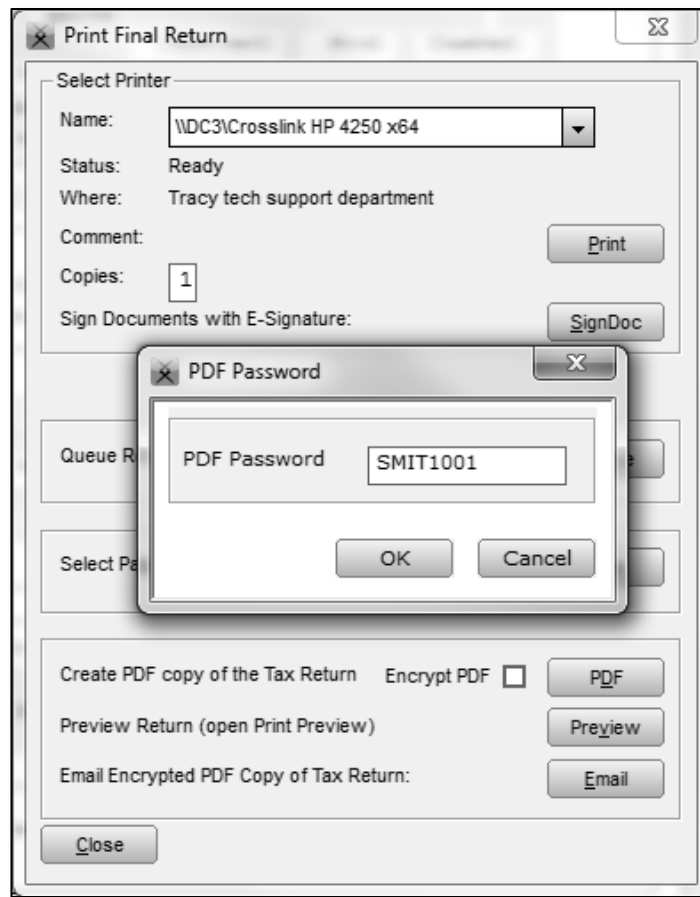 Print Final Return
Select Printer
Name: \\DC3\Crosslink HP 4250 x64
Status: Ready
Where: Tracy tech support department
Comment:
Print
Copies: 1
Sign Documents with E-Signature: SignDoc
PDF Password
Queue
PDF Password SMIT1001
OK Cancel
Select
Create PDF copy of the Tax Return Encrypt PDF PDF
Preview Return (open Print Preview) Preview
Email Encrypted PDF Copy of Tax Return: Email
Close